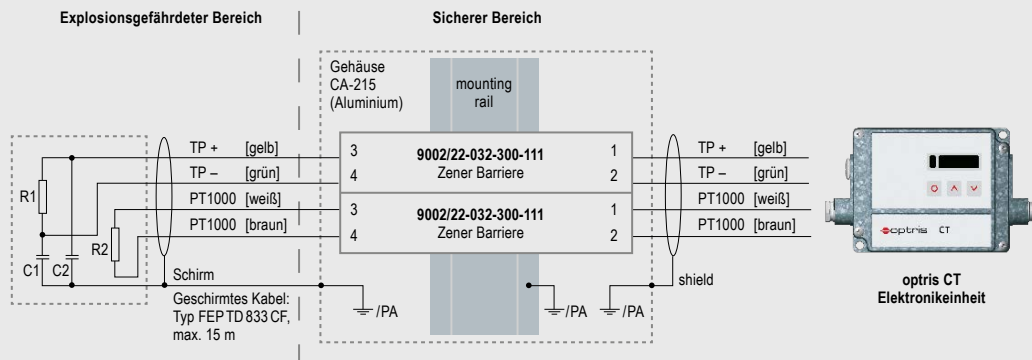 Explosionsgefährdeter Bereich
Sicherer Bereich
Gehäuse
CA-215
(Aluminium)
mounting
rail
TP + [gelb]
TP – [grün]
PT1000 [weiß]
PT1000 [braun]
3
4
3
4
9002/22-032-300-111
Zener Barriere
9002/22-032-300-111
Zener Barriere
1
2
1
2
TP + [gelb]
TP – [grün]
PT1000 [weiß]
PT1000 [braun]
R1
R2
C1
C2
Schirm
Geschirmtes Kabel:
Typ FEP TD 833 CF,
max. 15 m
/PA
/PA
/PA
shield
optris CT
optris CT
Elektronikeinheit